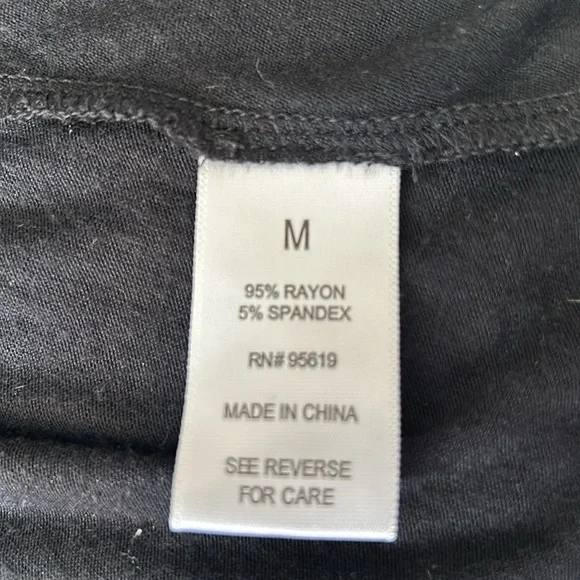 M
95% RAYON
5% SPANDEX
RN# 95619
MADE IN CHINA
SEE REVERSE
FOR CARE